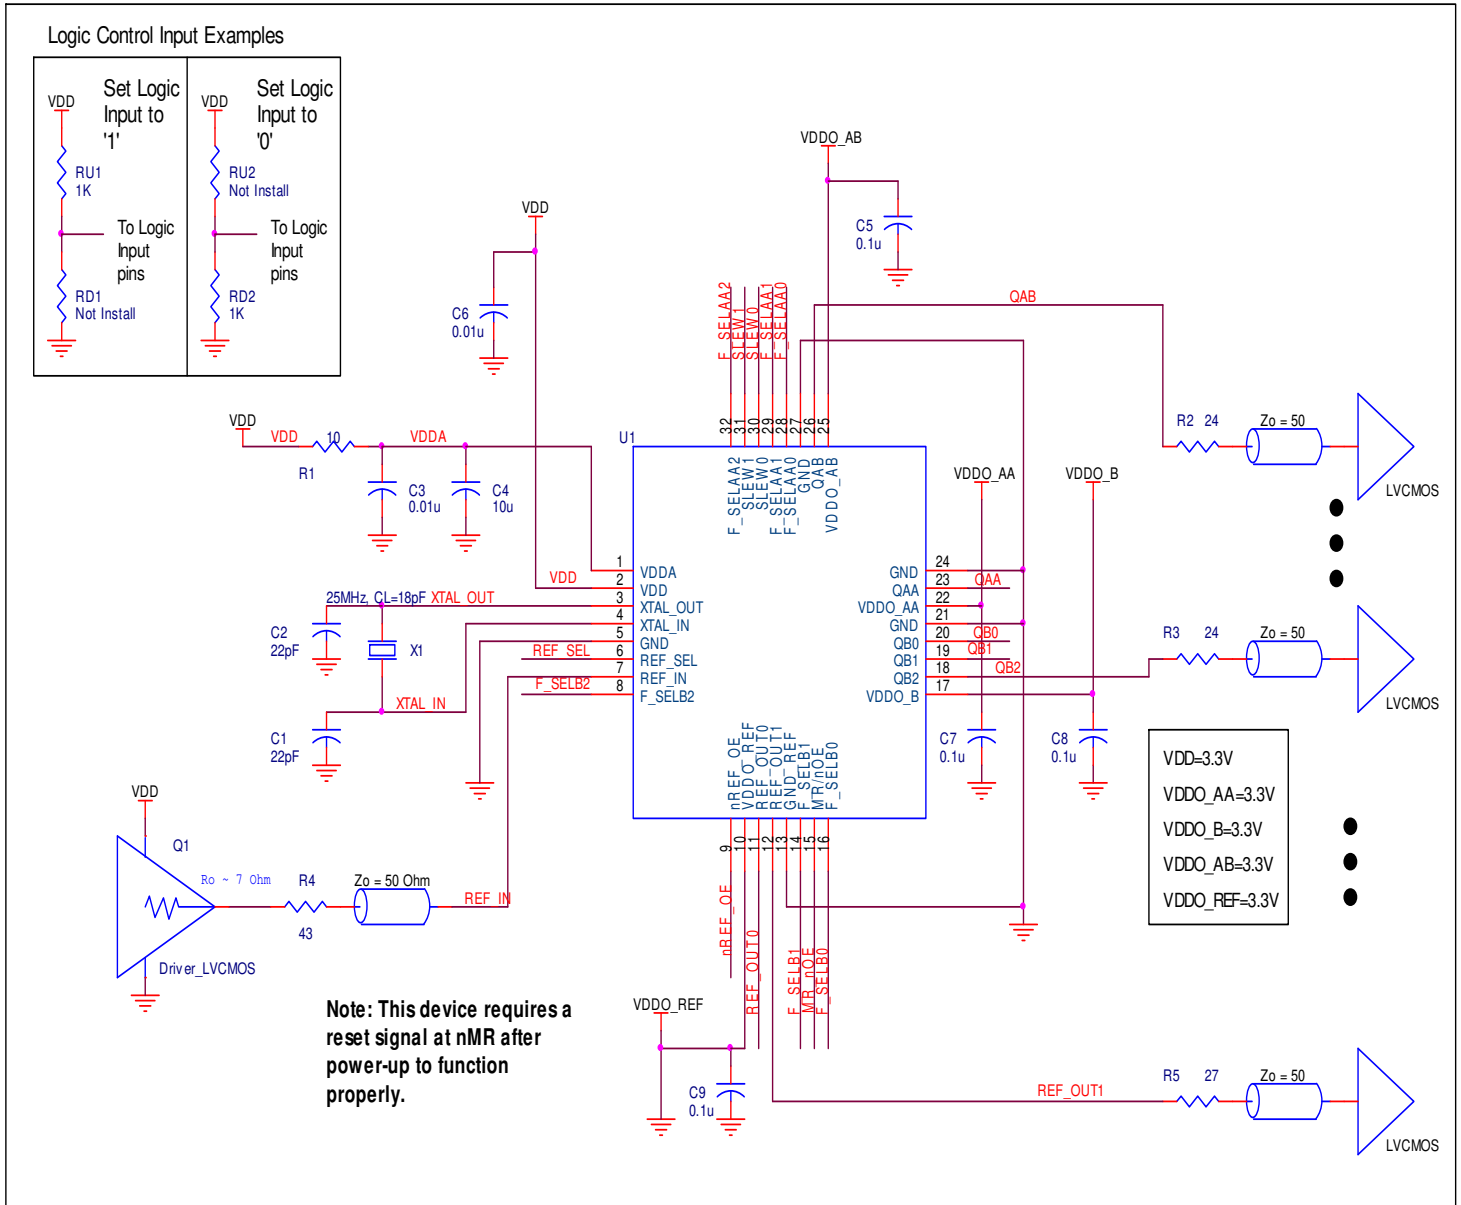 Logic Control Input Examples
VDD
Set Logic
Input to
'1'
RU1
1K
To Logic
Input
pins
RD1
Not Install
VDD
Set Logic
Input to
'0'
RU2
Not Install
To Logic
Input
pins
RD2
1K
VDD
C6
0.01u
VDDO_AB
C5
0.1u
F_SELAA2
SLEW1
SLEW0
F_SELAA1
F_SELAA0
QAB
R2 24
Zo = 50
LVCMOS
VDD
VDD
10
R1
VDDA
C3
0.01u
C4
10u
U1
32
31
30
29
28
27
26
25
F_SELAA2
SLEW1
SLEW0
F_SELAA1
F_SELAA0
GND
QAB
VDDO_AB
VDDO_AA
VDDO_B
VDD
1 VDDA
2 VDD
3 XTAL_OUT
4 XTAL_IN
5 GND
6 REF_SEL
7 REF_IN
8 F_SELB2
25MHz, CL=18pF
XTAL_OUT
C2
22pF
X1
REF_SEL
F_SELB2
XTAL_IN
C1
22pF
GND 24
QAA 23
VDDO_AA 22
GND 21
QB0 20
QB1 19
QB2 18
VDDO_B 17
QAA
QB0
QB1
QB2
R3 24
Zo = 50
LVCMOS
nREF_OE
VDDO_REF
REF_OUT0
REF_OUT1
GND_REF
F_SELB1
MR/nOE
F_SELB0
9
10
11
12
13
14
15
16
C7
0.1u
C8
0.1u
VDD=3.3V
VDDO_AA=3.3V
VDDO_B=3.3V
VDDO_AB=3.3V
VDDO_REF=3.3V
VDD
Q1
Ro ~ 7 Ohm
R4
43
Zo = 50 Ohm
REF_IN
Driver_LVCMOS
nREF_OE
REF_OUT0
F_SELB1
MR_nOE
F_SELB0
Note: This device requires a
reset signal at nMR after
power-up to function
properly.
VDDO_REF
C9
0.1u
REF_OUT1
R5 27
Zo = 50
LVCMOS